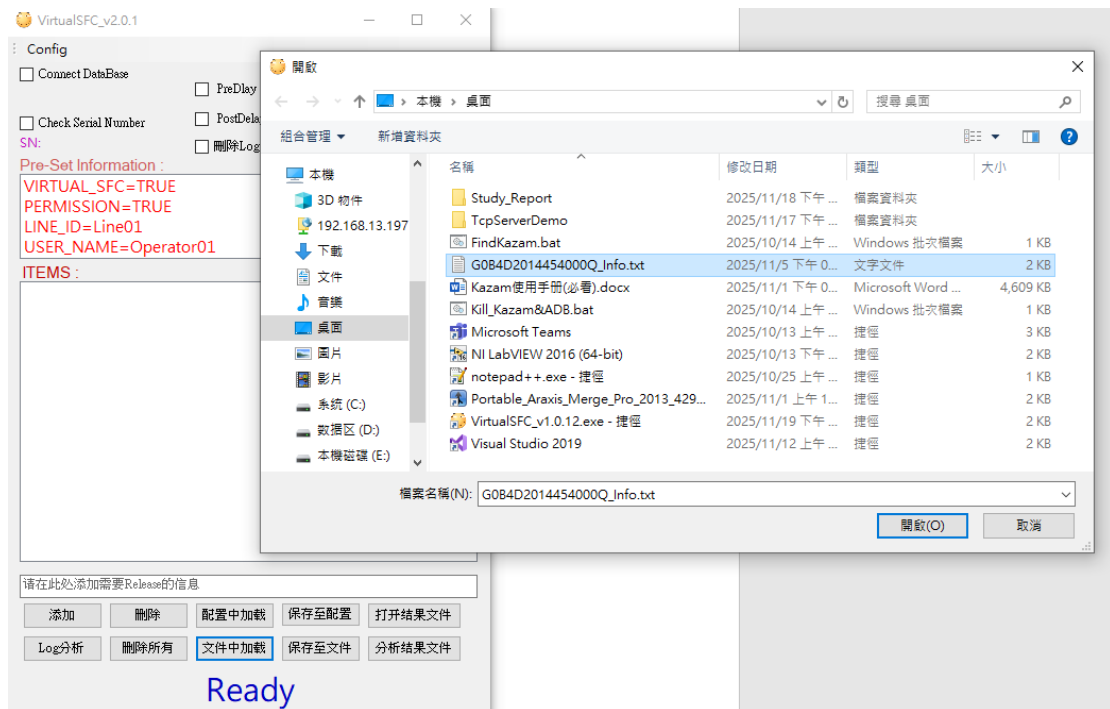 VirtualSFC_v2.0.1
Config
Connect DataBase
PreDlay
Check Serial Number
PostDela
SN:
刪除Log
Pre-Set Information :
VIRTUAL_SFC=TRUE
PERMISSION=TRUE
LINE_ID=Line01
USER_NAME=Operator01
ITEMS :
请在此处添加需要Release的信息
添加 删除 配置中加载 保存至配置 打开结果文件
Log分析 删除所有 文件中加载 保存至文件 分析结果文件
Ready
開啟
本機 › 桌面
搜尋 桌面
組合管理 新增資料夾
本機
3D 物件
192.168.13.197
下載
文件
音樂
桌面
圖片
影片
系统 (C:)
数据区 (D:)
本機磁碟 (E:)
名稱 修改日期 類型 大小
Study_Report 2025/11/18 下午 ... 檔案資料夾
TcpServerDemo 2025/11/17 下午 ... 檔案資料夾
FindKazam.bat 2025/10/14 上午 ... Windows 批次檔案 1 KB
G0B4D2014454000Q_Info.txt 2025/11/5 下午 0... 文字文件 2 KB
Kazam使用手册(必看).docx 2025/11/1 下午 0... Microsoft Word ... 4,609 KB
Kill_Kazam&ADB.bat 2025/10/14 上午 ... Windows 批次檔案 1 KB
Microsoft Teams 2025/10/13 上午 ... 捷徑 3 KB
NI LabVIEW 2016 (64-bit) 2025/10/13 下午 ... 捷徑 2 KB
notepad++.exe - 捷徑 2025/10/25 上午 ... 捷徑 1 KB
Portable_Araxis_Merge_Pro_2013_429... 2025/11/1 上午 1... 捷徑 2 KB
VirtualSFC_v1.0.12.exe - 捷徑 2025/11/19 下午 ... 捷徑 2 KB
Visual Studio 2019 2025/11/12 上午 ... 捷徑 2 KB
檔案名稱(N): G0B4D2014454000Q_Info.txt
開啟(O) 取消